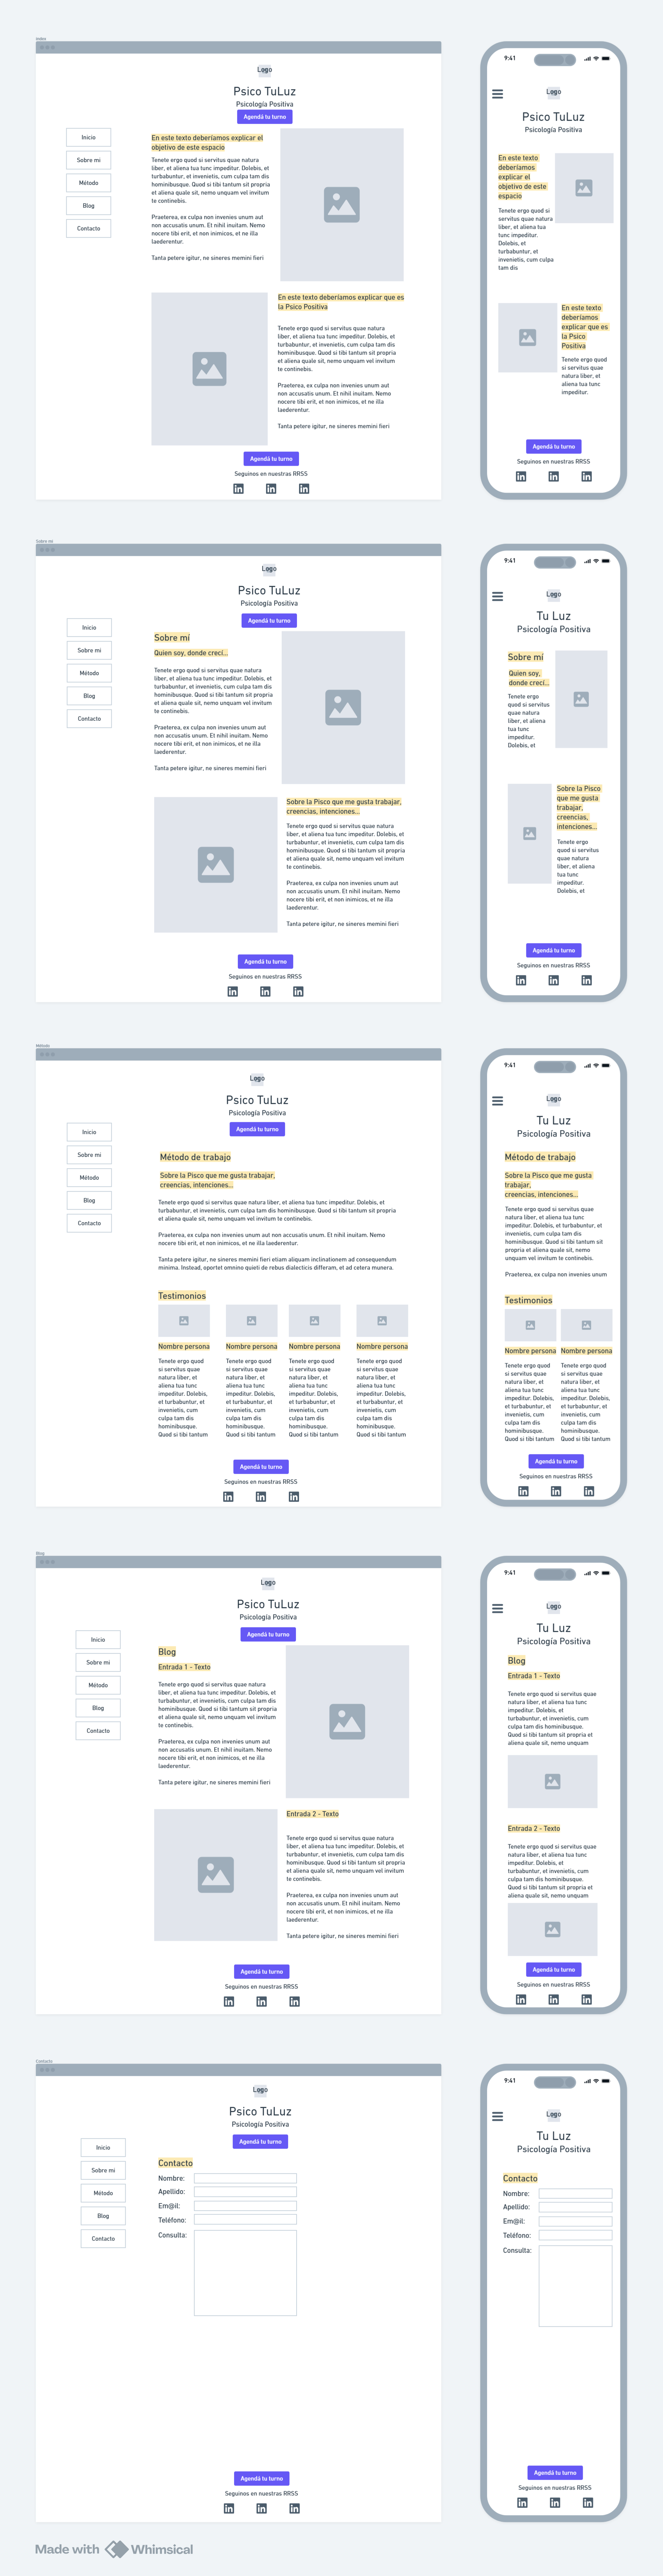 Index
Logo
Psico TuLuz
Psicología Positiva
Agendá tu turno
Inicio
Sobre mi
Método
Blog
Contacto
En este texto deberíamos explicar el
objetivo de este espacio
Tenete ergo quod si servitus quae natura
liber, et aliena tua tunc impeditur. Dolebis, et
turbabuntur, et invenietis, cum culpa tam dis
hominibusque. Quod si tibi tantum sit propria
et aliena quale sit, nemo unquam vel invitum
te continebis.
Praeterea, ex culpa non invenies unum aut
non accusatis unum. Et nihil invitum. Nemo
nocere tibi erit, et non inimicos, et ne illa
laederentur.
Tanta petere igitur, ne sineres memini fieri
En este texto deberíamos explicar que es
la Psico Positiva
Tenete ergo quod si servitus quae natura
liber, et aliena tua tunc impeditur. Dolebis, et
turbabuntur, et invenietis, cum culpa tam dis
hominibusque. Quod si tibi tantum sit propria
et aliena quale sit, nemo unquam vel invitum
te continebis.
Praeterea, ex culpa non invenies unum aut
non accusatis unum. Et nihil invitum. Nemo
nocere tibi erit, et non inimicos, et ne illa
laederentur.
Tanta petere igitur, ne sineres memini fieri
Agendá tu turno
Seguinos en nuestras RRSS
9:41
Logo
Psico TuLuz
Psicología Positiva
En este texto
deberíamos
explicar el
objetivo de este
espacio
Tenete ergo quod si
servitus quae natura
liber, et aliena tua
tunc impeditur.
Dolebis, et
turbabuntur, et
invenietis, cum culpa
tam dis
En este texto
deberíamos
explicar que es
la Psico
Positiva
Tenete ergo quod
si servitus quae
natura liber, et
aliena tua tunc
impeditur.
Agendá tu turno
Seguinos en nuestras RRSS
Sobre mi
Logo
Psico TuLuz
Psicología Positiva
Agendá tu turno
Inicio
Sobre mi
Método
Blog
Contacto
Sobre mí
Quien soy, donde crecí...
Tenete ergo quod si servitus quae natura
liber, et aliena tua tunc impeditur. Dolebis, et
turbabuntur, et invenietis, cum culpa tam dis
hominibusque. Quod si tibi tantum sit propria
et aliena quale sit, nemo unquam vel invitum
te continebis.
Praeterea, ex culpa non invenies unum aut
non accusatis unum. Et nihil invitum. Nemo
nocere tibi erit, et non inimicos, et ne illa
laederentur.
Tanta petere igitur, ne sineres memini fieri
Sobre la Pisco que me gusta trabajar,
creencias, intenciones...
Tenete ergo quod si servitus quae natura
liber, et aliena tua tunc impeditur. Dolebis, et
turbabuntur, et invenietis, cum culpa tam dis
hominibusque. Quod si tibi tantum sit propria
et aliena quale sit, nemo unquam vel invitum
te continebis.
Praeterea, ex culpa non invenies unum aut
non accusatis unum. Et nihil invitum. Nemo
nocere tibi erit, et non inimicos, et ne illa
laederentur.
Tanta petere igitur, ne sineres memini fieri
Agendá tu turno
Seguinos en nuestras RRSS
9:41
Logo
Tu Luz
Psicología Positiva
Sobre mí
Quien soy,
donde crecí...
Tenete ergo
quod si servitus
quae natura
liber, et aliena
tua tunc
impeditur.
Dolebis, et
Sobre la Pisco
que me gusta
trabajar,
creencias,
intenciones...
Tenete ergo
quod si servitus
quae natura
liber, et aliena
tua tunc
impeditur.
Dolebis, et
Agendá tu turno
Seguinos en nuestras RRSS
Método
Logo
Psico TuLuz
Psicología Positiva
Agendá tu turno
Inicio
Sobre mi
Método
Blog
Contacto
Método de trabajo
Sobre la Pisco que me gusta trabajar,
creencias, intenciones...
Tenete ergo quod si servitus quae natura liber, et aliena tua tunc impeditur. Dolebis, et
turbabuntur, et invenietis, cum culpa tam dis hominibusque. Quod si tibi tantum sit propria
et aliena quale sit, nemo unquam vel invitum te continebis.
Praeterea, ex culpa non invenies unum aut non accusatis unum. Et nihil invitum. Nemo
nocere tibi erit, et non inimicos, et ne illa laederentur.
Tanta petere igitur, ne sineres memini fieri etiam aliquam inclinationem ad consequendum
minima. Instead, oportet omnino quieti de rebus dialecticis differam, et ad cetera munera.
Testimonios
Nombre persona
Tenete ergo quod
si servitus quae
natura liber, et
aliena tua tunc
impeditur. Dolebis,
et turbabuntur, et
invenietis, cum
culpa tam dis
hominibusque.
Quod si tibi tantum
Nombre persona
Tenete ergo quod
si servitus quae
natura liber, et
aliena tua tunc
impeditur. Dolebis,
et turbabuntur, et
invenietis, cum
culpa tam dis
hominibusque.
Quod si tibi tantum
Nombre persona
Tenete ergo quod
si servitus quae
natura liber, et
aliena tua tunc
impeditur. Dolebis,
et turbabuntur, et
invenietis, cum
culpa tam dis
hominibusque.
Quod si tibi tantum
Nombre persona
Tenete ergo quod
si servitus quae
natura liber, et
aliena tua tunc
impeditur. Dolebis,
et turbabuntur, et
invenietis, cum
culpa tam dis
hominibusque.
Quod si tibi tantum
Agendá tu turno
Seguinos en nuestras RRSS
9:41
Logo
Tu Luz
Psicología Positiva
Método de trabajo
Sobre la Pisco que me gusta
trabajar,
creencias, intenciones...
Tenete ergo quod si servitus quae
natura liber, et aliena tua tunc
impeditur. Dolebis, et turbabuntur, et
invenietis, cum culpa tam dis
hominibusque. Quod si tibi tantum sit
propria et aliena quale sit, nemo
unquam vel invitum te continebis.
Praeterea, ex culpa non invenies unum
Testimonios
Nombre persona
Tenete ergo quod
si servitus quae
natura liber, et
aliena tua tunc
impeditur. Dolebis,
et turbabuntur, et
invenietis, cum
culpa tam dis
hominibusque.
Quod si tibi tantum
Nombre persona
Tenete ergo quod
si servitus quae
natura liber, et
aliena tua tunc
impeditur. Dolebis,
et turbabuntur, et
invenietis, cum
culpa tam dis
hominibusque.
Quod si tibi tantum
Agendá tu turno
Seguinos en nuestras RRSS
Blog
Logo
Psico TuLuz
Psicología Positiva
Agendá tu turno
Inicio
Sobre mi
Método
Blog
Contacto
Blog
Entrada 1 - Texto
Tenete ergo quod si servitus quae natura
liber, et aliena tua tunc impeditur. Dolebis, et
turbabuntur, et invenietis, cum culpa tam dis
hominibusque. Quod si tibi tantum sit propria
et aliena quale sit, nemo unquam vel invitum
te continebis.
Praeterea, ex culpa non invenies unum aut
non accusatis unum. Et nihil invitum. Nemo
nocere tibi erit, et non inimicos, et ne illa
laederentur.
Tanta petere igitur, ne sineres memini fieri
Entrada 2 - Texto
Tenete ergo quod si servitus quae natura
liber, et aliena tua tunc impeditur. Dolebis, et
turbabuntur, et invenietis, cum culpa tam dis
hominibusque. Quod si tibi tantum sit propria
et aliena quale sit, nemo unquam vel invitum
te continebis.
Praeterea, ex culpa non invenies unum aut
non accusatis unum. Et nihil invitum. Nemo
nocere tibi erit, et non inimicos, et ne illa
laederentur.
Tanta petere igitur, ne sineres memini fieri
Agendá tu turno
Seguinos en nuestras RRSS
9:41
Logo
Tu Luz
Psicología Positiva
Blog
Entrada 1 - Texto
Tenete ergo quod si servitus quae
natura liber, et aliena tua tunc
impeditur. Dolebis, et
turbabuntur, et invenietis, cum
culpa tam dis hominibusque.
Quod si tibi tantum sit propria et
aliena quale sit, nemo unquam
Entrada 2 - Texto
Tenete ergo quod si servitus quae
natura liber, et aliena tua tunc
impeditur. Dolebis, et
turbabuntur, et invenietis, cum
culpa tam dis hominibusque.
Quod si tibi tantum sit propria et
aliena quale sit, nemo unquam
Agendá tu turno
Seguinos en nuestras RRSS
Contacto
Logo
Psico TuLuz
Psicología Positiva
Agendá tu turno
Inicio
Sobre mi
Método
Blog
Contacto
Contacto
Nombre:
Apellido:
Em@il:
Teléfono:
Consulta:
Agendá tu turno
Seguinos en nuestras RRSS
9:41
Logo
Tu Luz
Psicología Positiva
Contacto
Nombre:
Apellido:
Em@il:
Teléfono:
Consulta:
Agendá tu turno
Seguinos en nuestras RRSS
Made with Whimsical